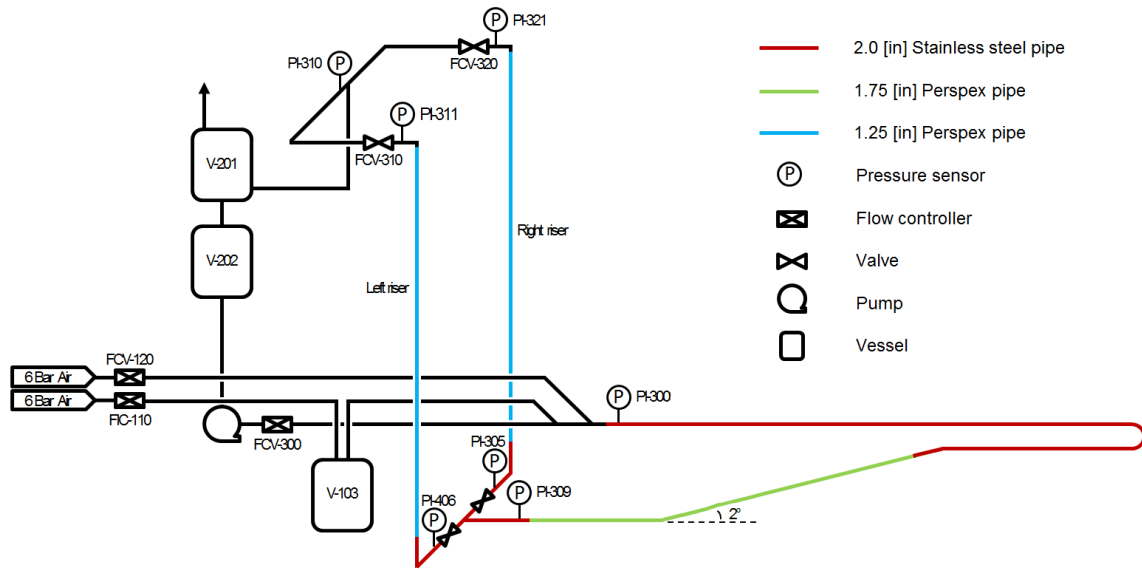 PI-321
2.0 [in] Stainless steel pipe
PI-310
FCV-320
1.75 [in] Perspex pipe
PI-311
1.25 [in] Perspex pipe
FCV-310
V-201
P
Pressure sensor
P
P
P
Flow controller
Right riser
V-202
Left riser
Valve
Pump
Vessel
FCV-120
6 Bar Air
6 Bar Air
FIC-110
P
PI-300
FCV-300
PI-305
P
V-103
PI-406
P
PI-309
P
2°